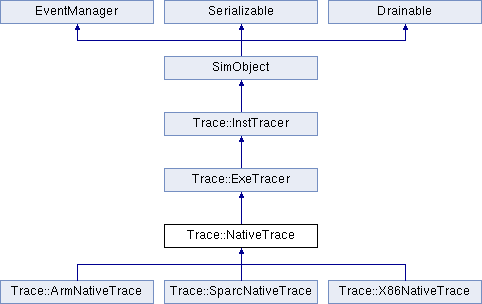 EventManager
Serializable
Drainable
SimObject
Trace::InstTracer
Trace::ExeTracer
Trace::NativeTrace
Trace::ArmNativeTrace
Trace::SparcNativeTrace
Trace::X86NativeTrace